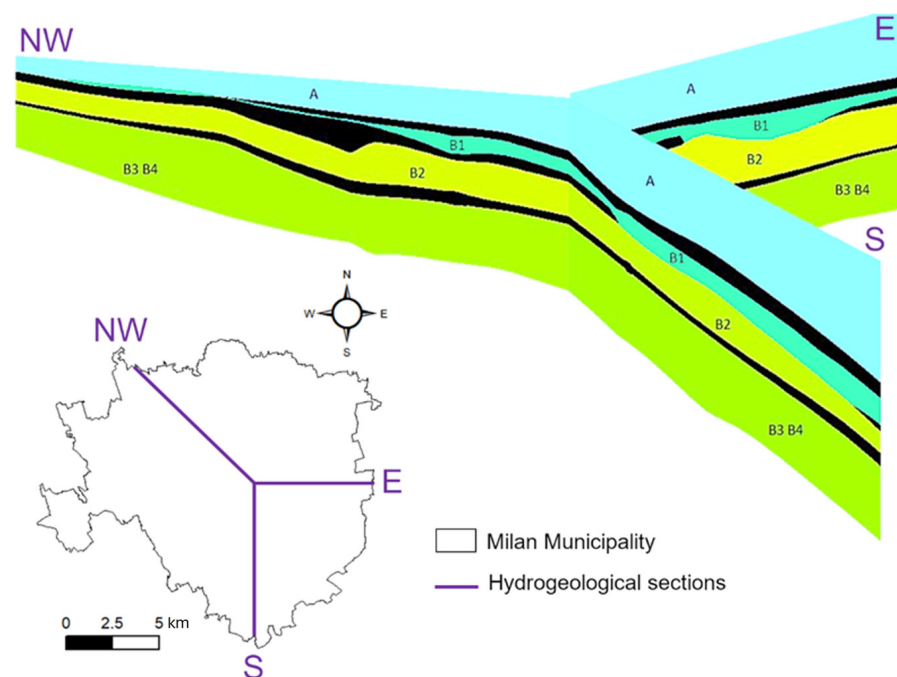 NW
E
A
A
B1
B1
B2
B2
B3 B4
B3 B4
A
S
B1
B2
B3 B4
N
W
E
S
NW
E
Milan Municipality
Hydrogeological sections
0 2.5 5 km
S